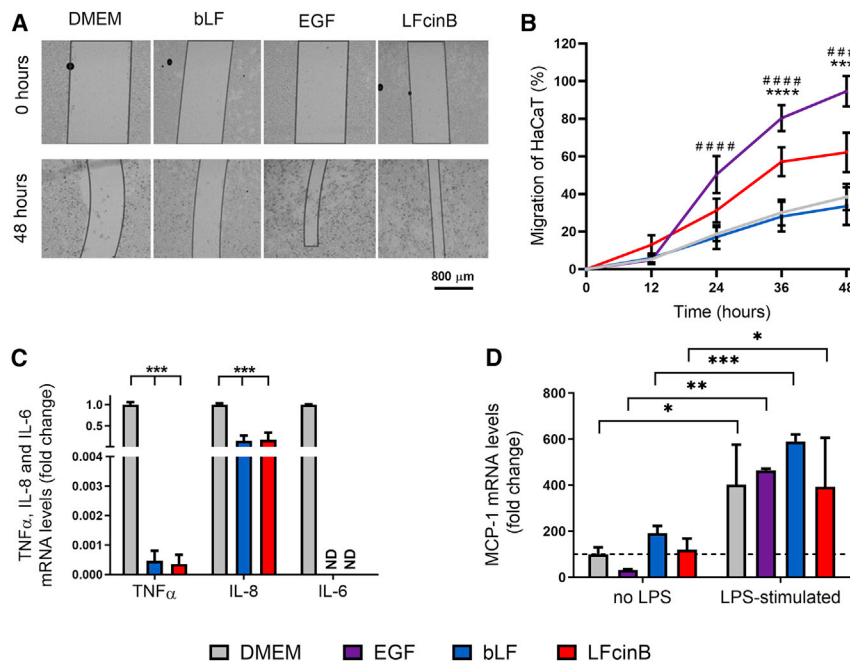 A
DMEM
bLF
EGF
LFcinB
0 hours
48 hours
800 μm
B
Migration of HaCaT (%)
120
100
80
60
40
20
0
0
12
24
36
48
####
####
****
###
***
Time (hours)
C
TNFα, IL-8 and IL-6
mRNA levels (fold change)
1.0
0.5
0.004
0.003
0.002
0.001
0.000
***
***
ND
ND
TNFα
IL-8
IL-6
D
MCP-1 mRNA levels
(fold change)
800
600
400
200
0
*
***
**
*
no LPS
LPS-stimulated
DMEM
EGF
bLF
LFcinB